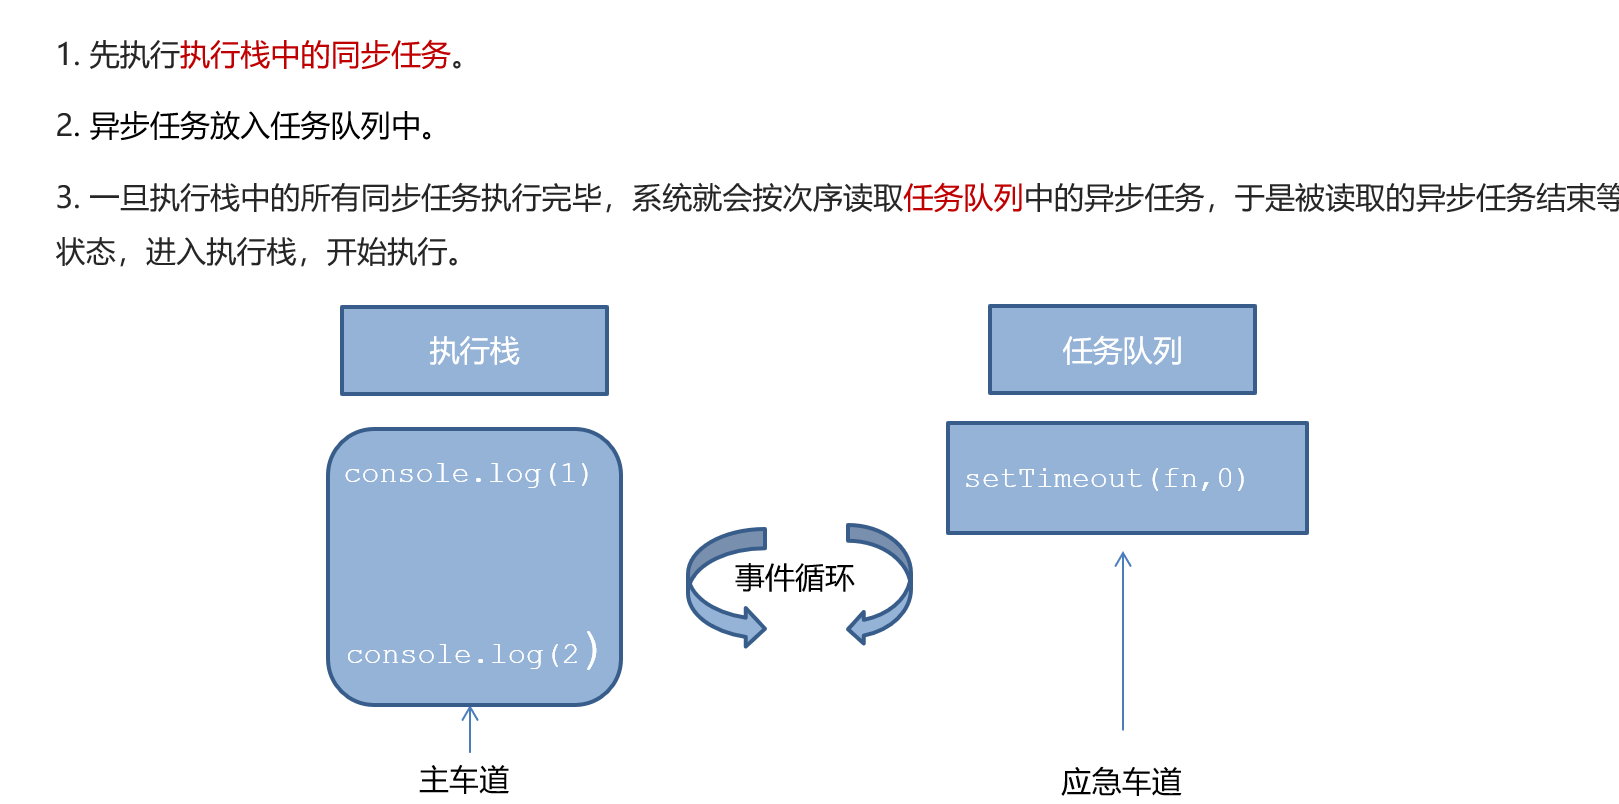 1. 先执行执行栈中的同步任务。
2. 异步任务放入任务队列中。
3. 一旦执行栈中的所有同步任务执行完毕，系统就会按次序读取任务队列中的异步任务，于是被读取的异步任务结束等
状态，进入执行栈，开始执行。
执行栈
任务队列
console.log(1)
setTimeout(fn,0)
事件循环
console.log(2)
主车道
应急车道